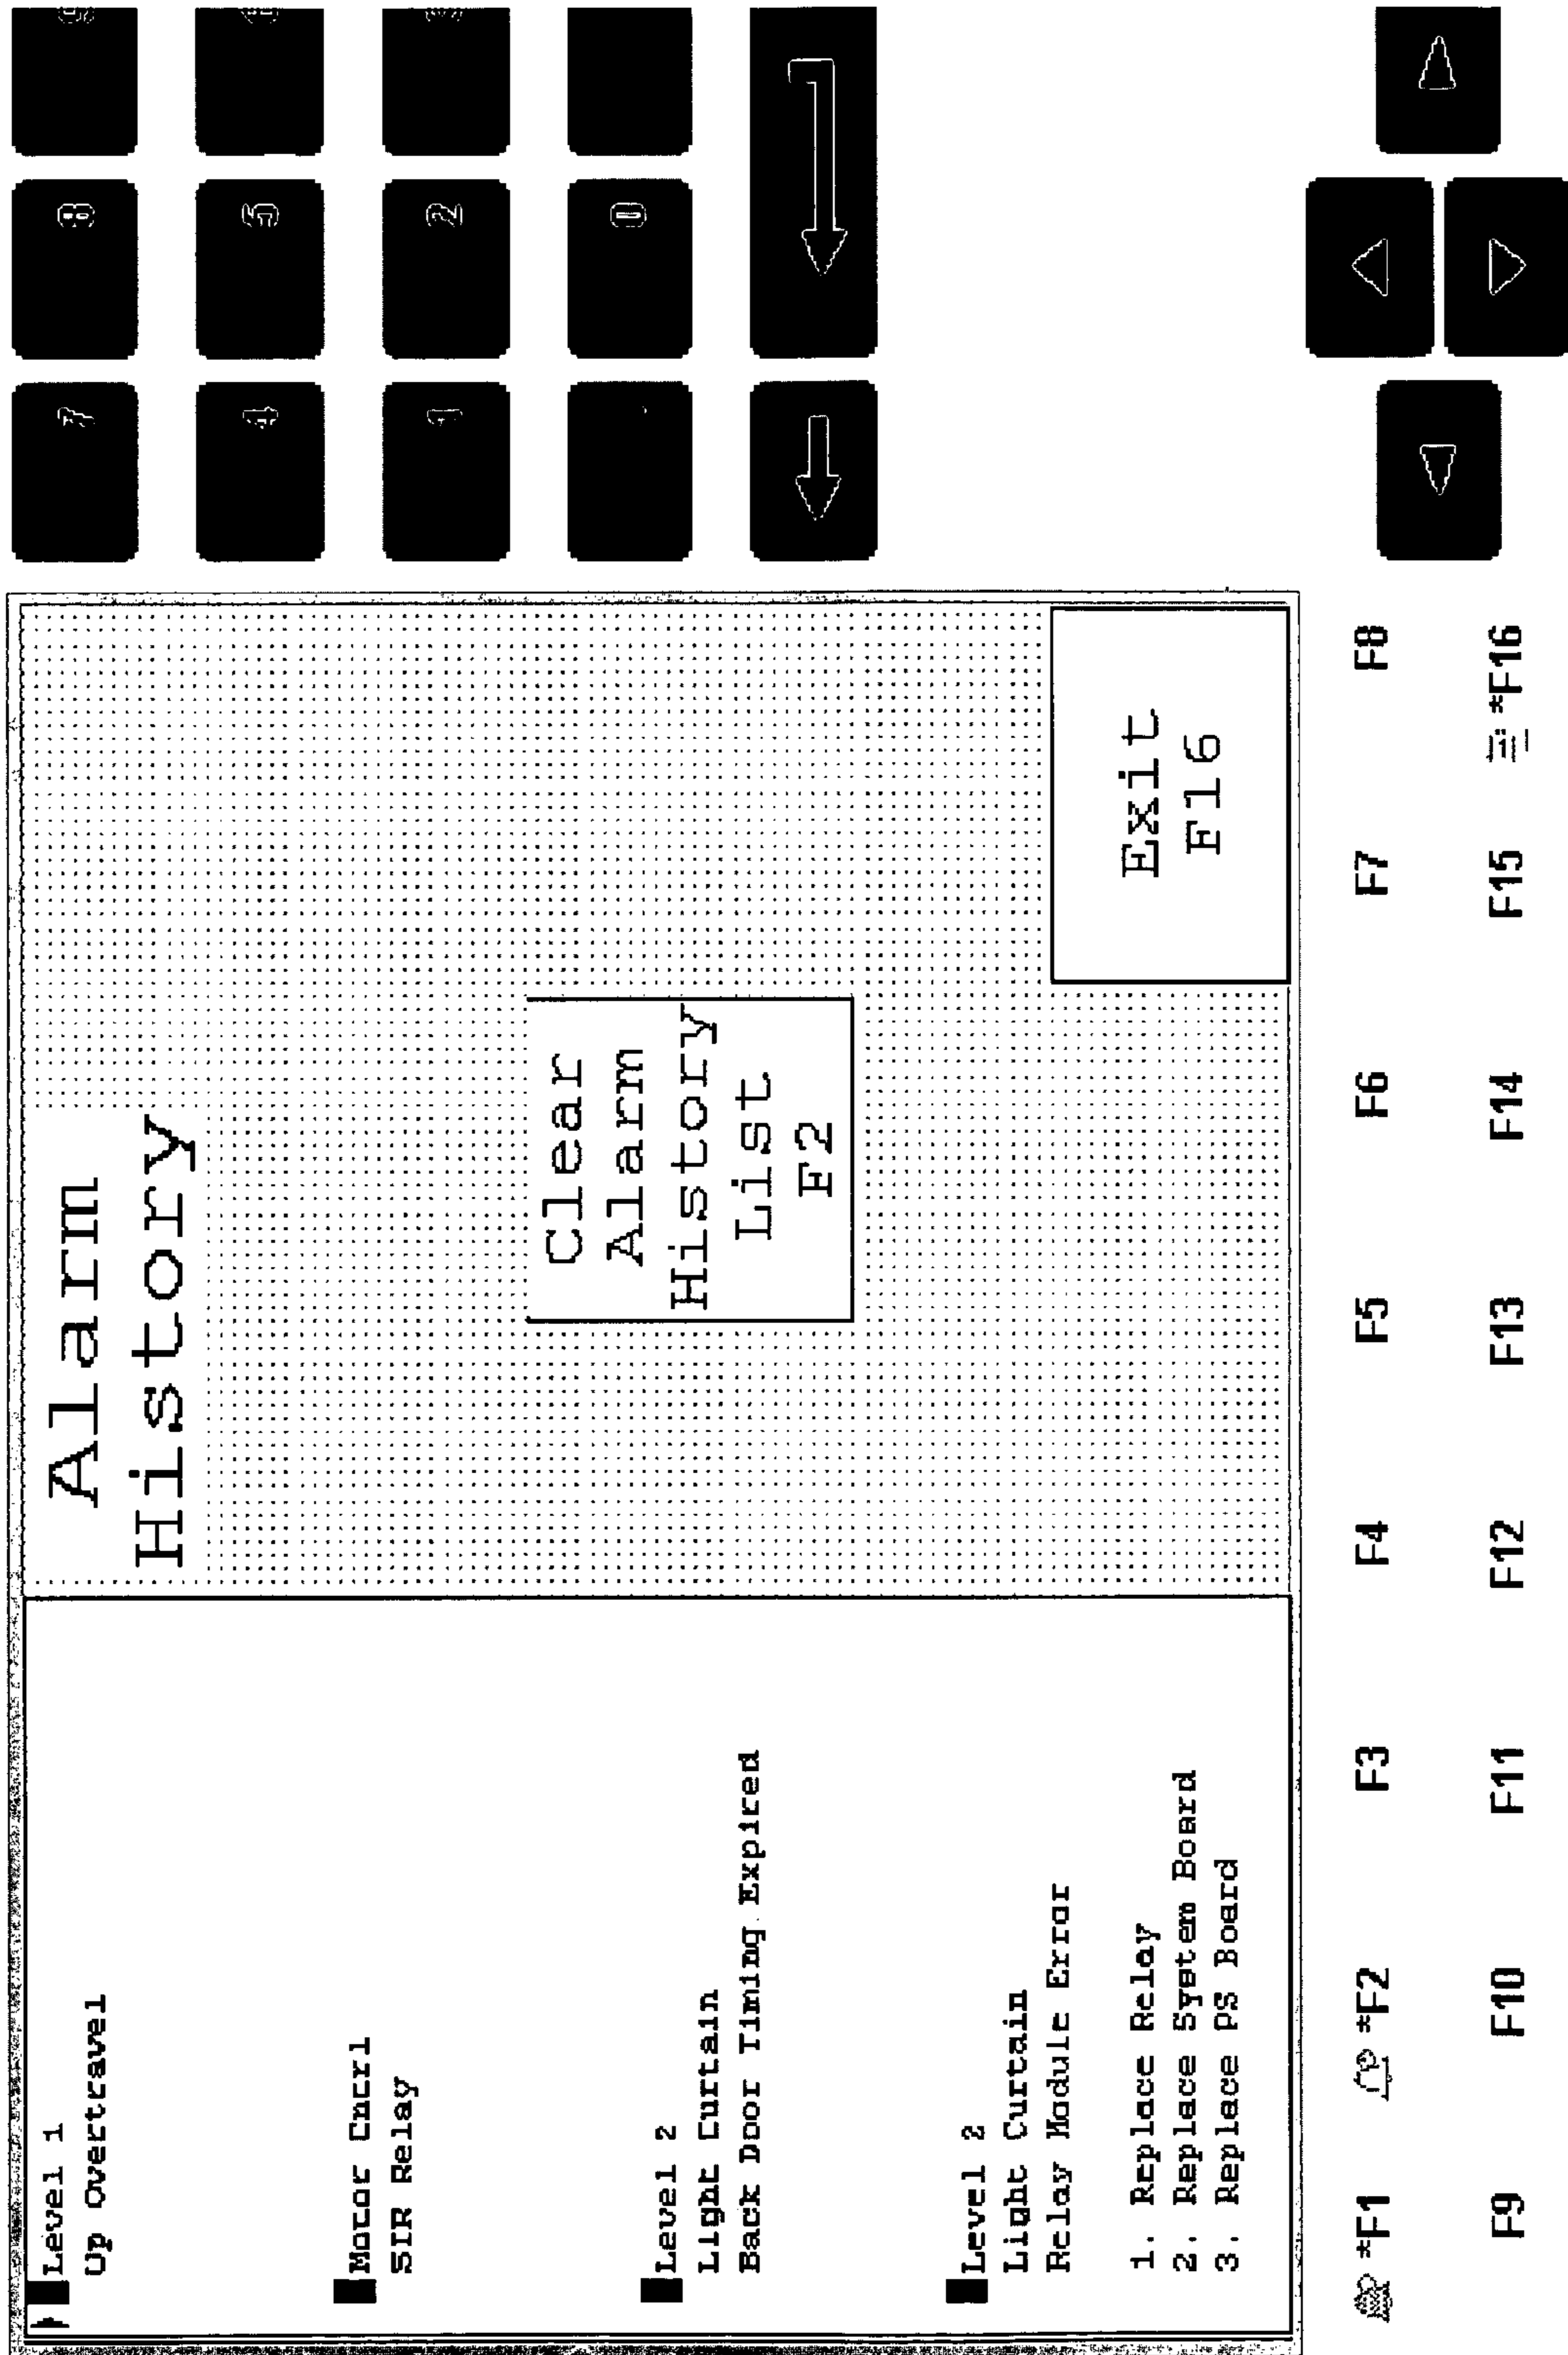 Level 1
Up Overtravel
Motor Cntrl
SIR Relay
Level 2
Light Curtain
Back Door Timing Expired
Level 2
Light Curtain
Relay Module Error
1. Replace Relay
2. Replace System Board
3. Replace PS Board
Alarm
History
Clear
Alarm
History
List
F2
Exit
F16
7 8
4 5
1 2
. 0
*F1 *F2 F3 F4 F5 F6 F7 F8
F9 F10 F11 F12 F13 F14 F15 *F16